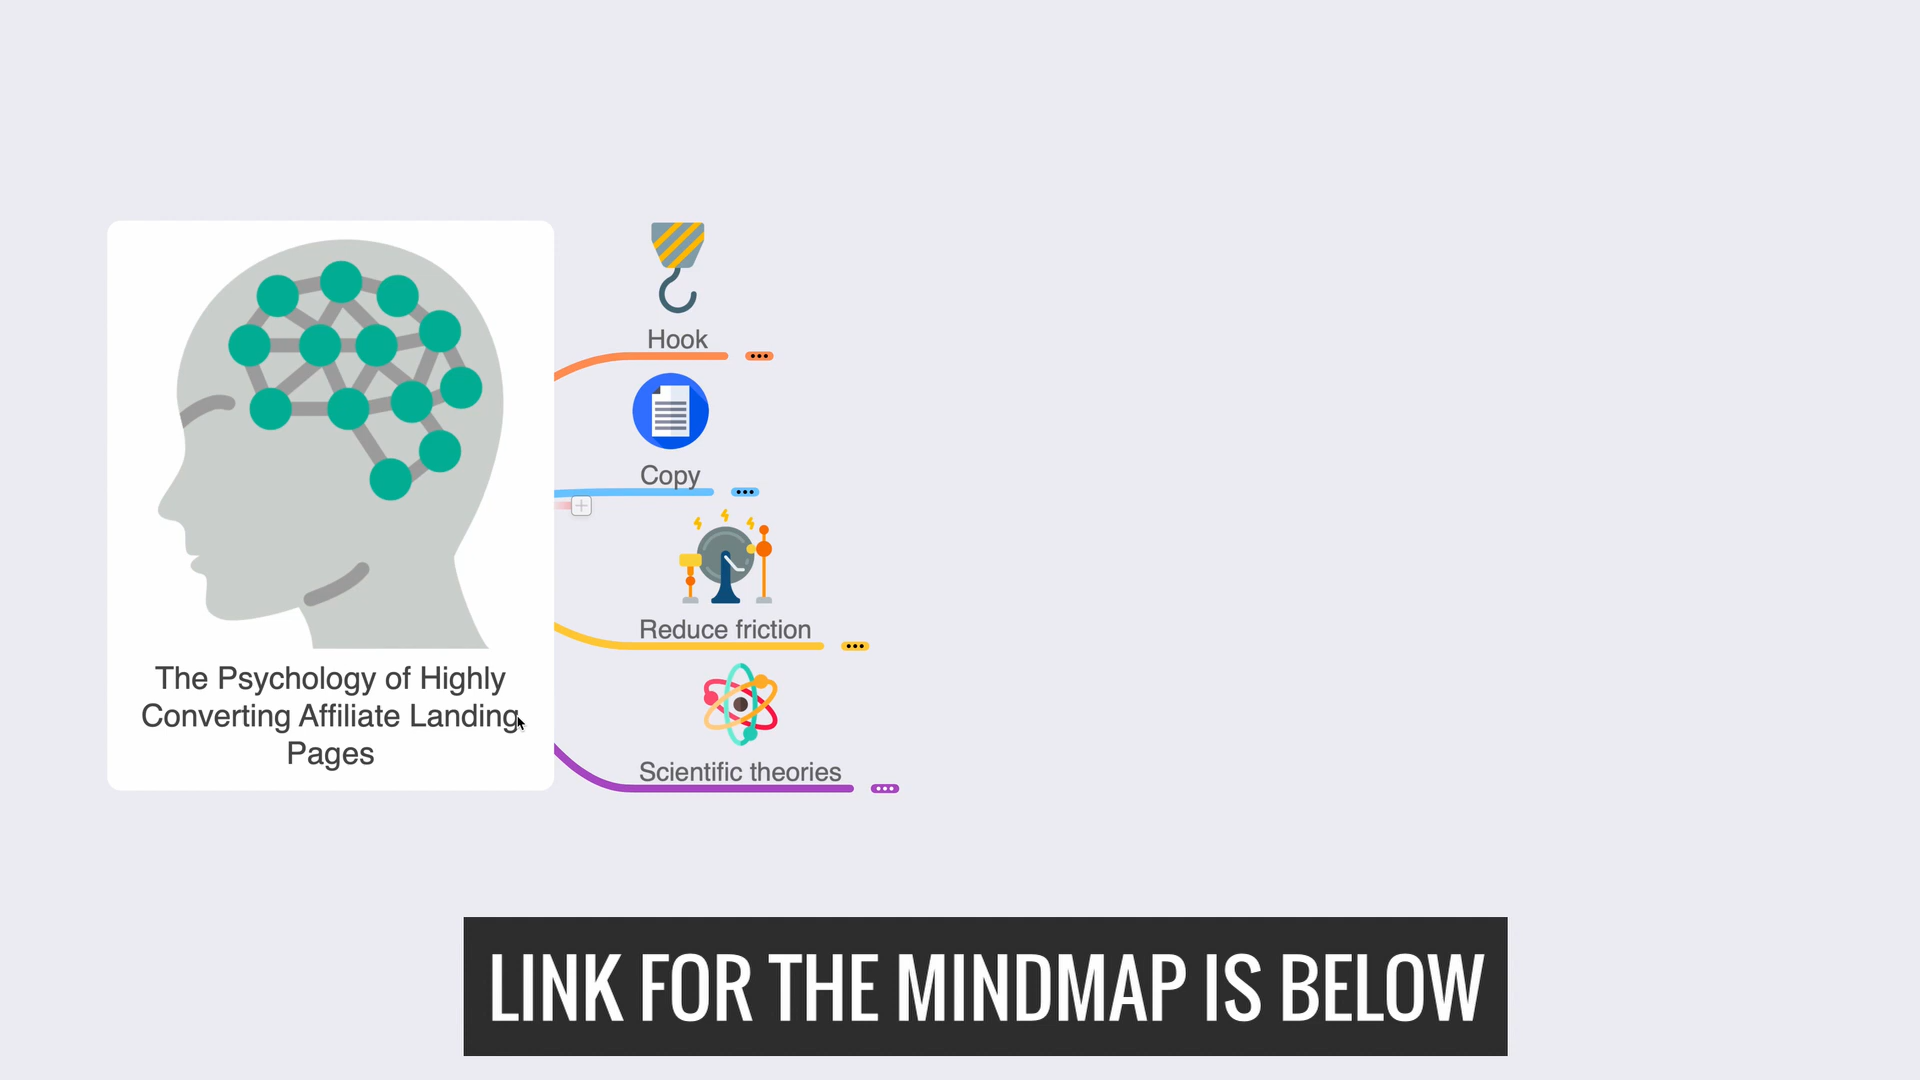 Hook
Copy
Reduce friction
Scientific theories
The Psychology of Highly
Converting Affiliate Landing
Pages
LINK FOR THE MINDMAP IS BELOW